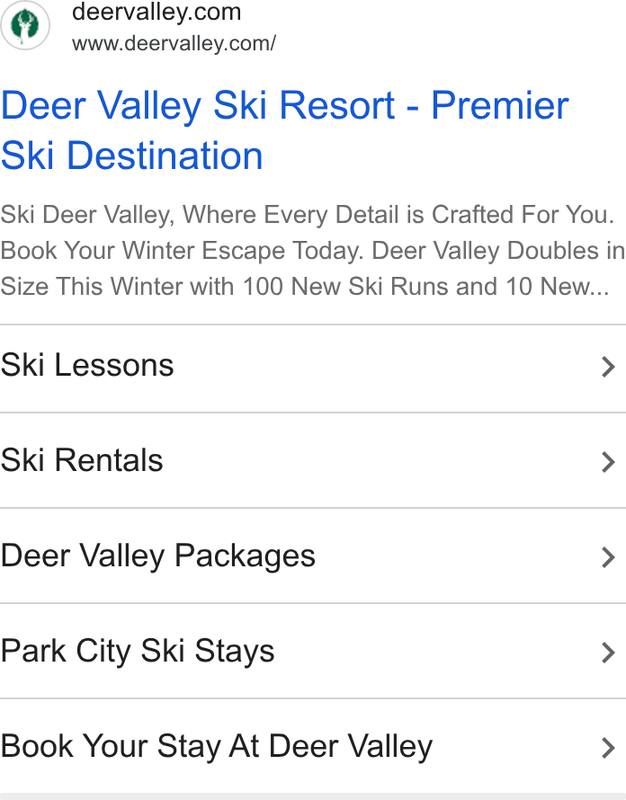 deervalley.com
www.deervalley.com/
Deer Valley Ski Resort - Premier
Ski Destination
Ski Deer Valley, Where Every Detail is Crafted For You.
Book Your Winter Escape Today. Deer Valley Doubles in
Size This Winter with 100 New Ski Runs and 10 New...
Ski Lessons
Ski Rentals
Deer Valley Packages
Park City Ski Stays
Book Your Stay At Deer Valley